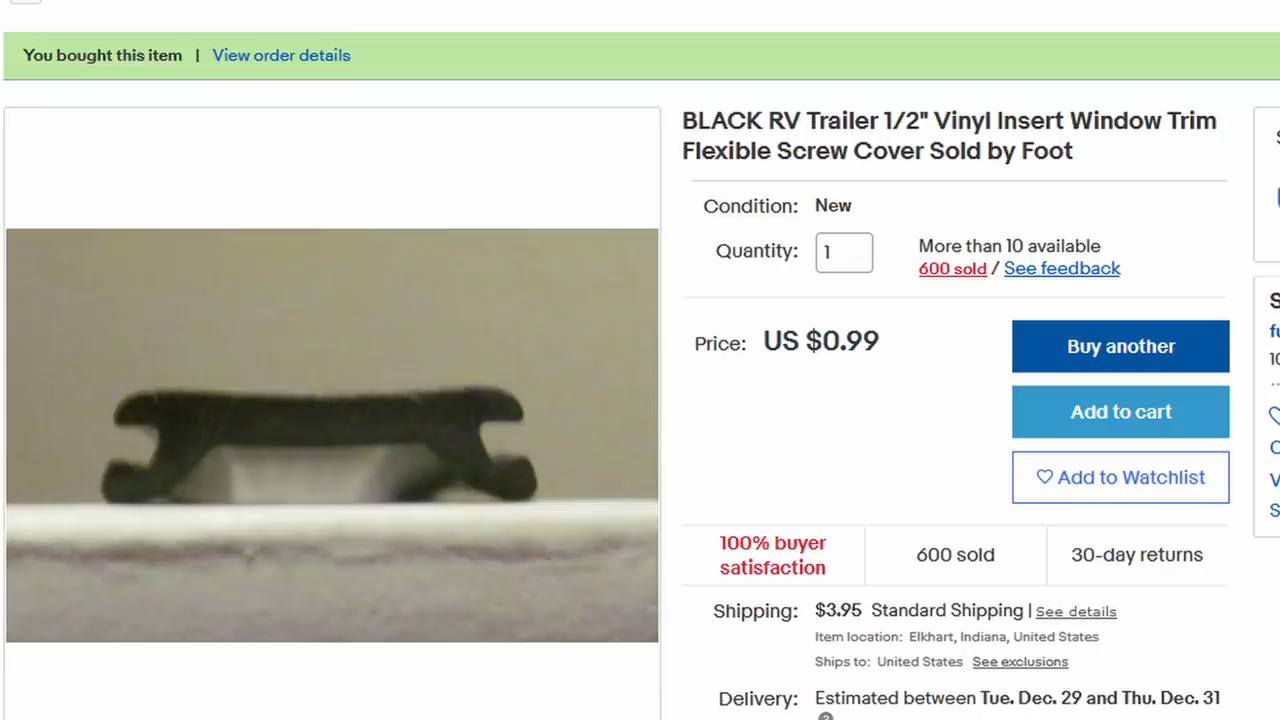 You bought this item | View order details
BLACK RV Trailer 1/2" Vinyl Insert Window Trim
Flexible Screw Cover Sold by Foot
Condition: New
Quantity: 1
More than 10 available
600 sold / See feedback
Price: US $0.99
Buy another
Add to cart
Add to Watchlist
100% buyer
satisfaction
600 sold
30-day returns
Shipping: $3.95 Standard Shipping | See details
Item location: Elkhart, Indiana, United States
Ships to: United States See exclusions
Delivery: Estimated between Tue. Dec. 29 and Thu. Dec. 31